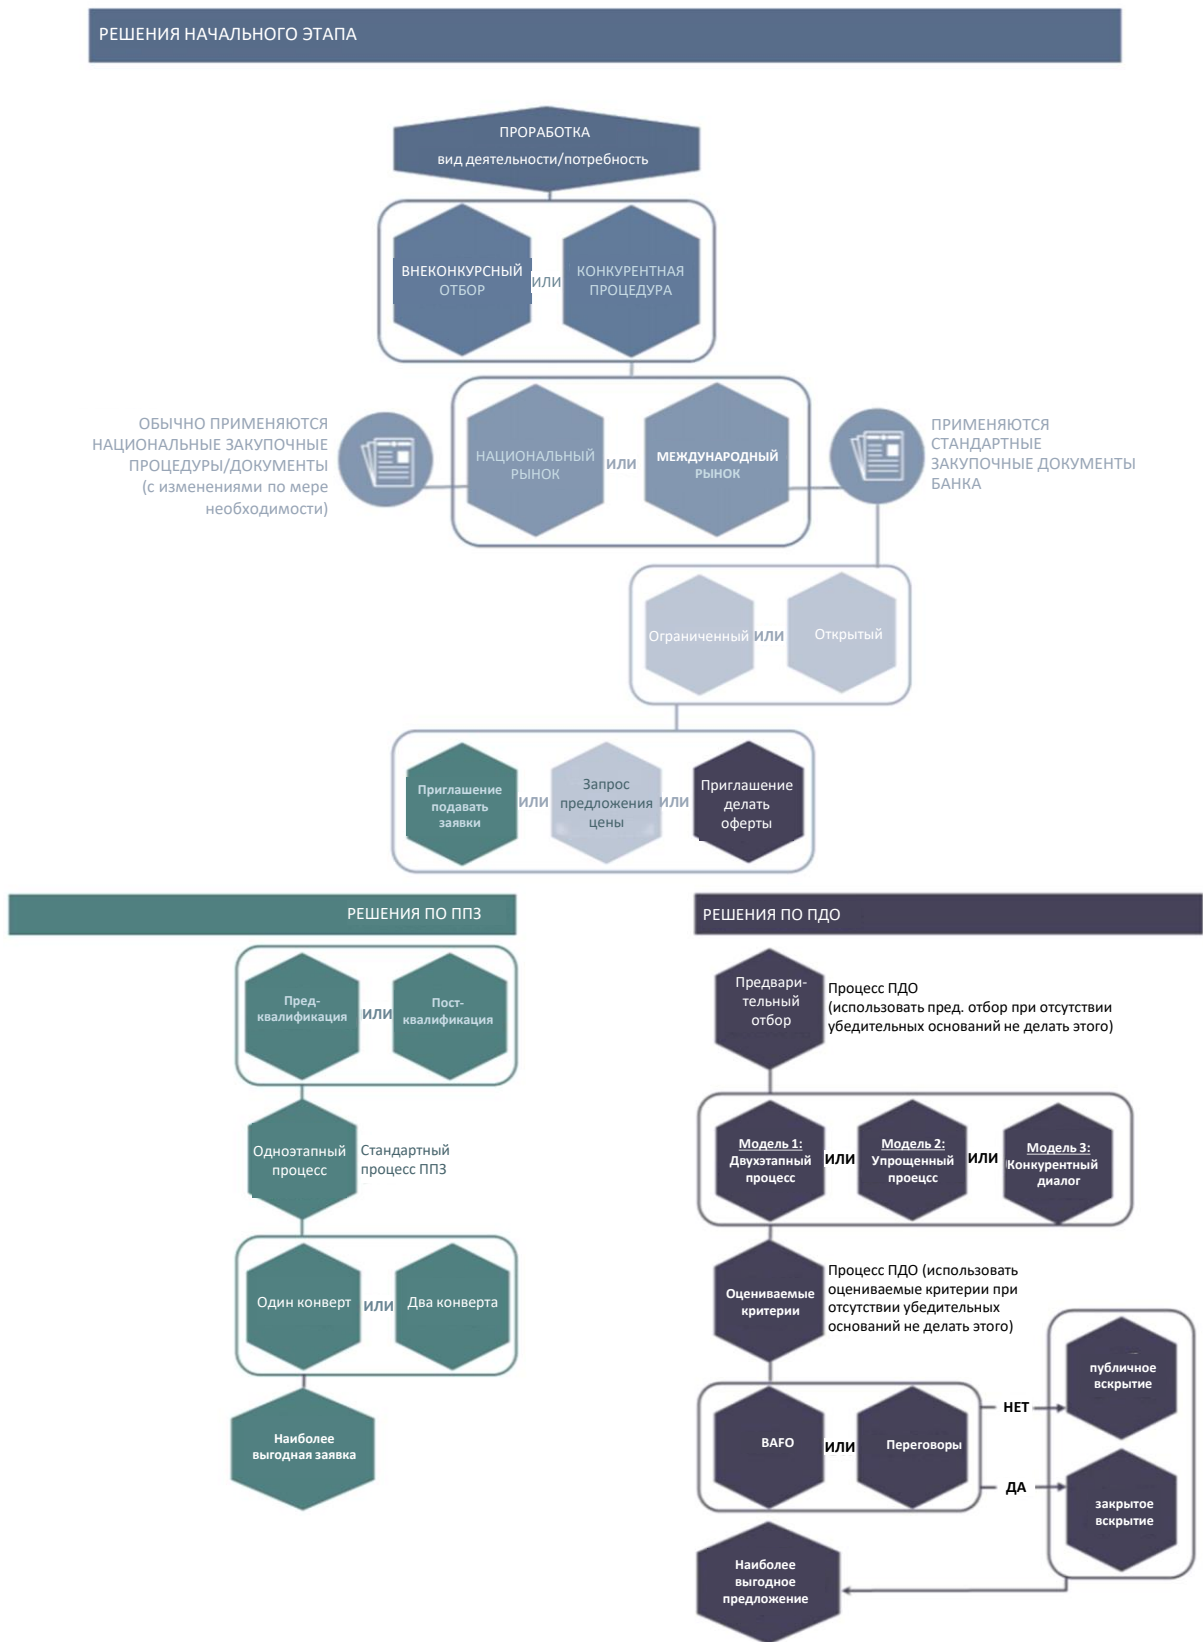 РЕШЕНИЯ НАЧАЛЬНОГО ЭТАПА
ПРОРАБОТКА
вид деятельности/потребность
ВНЕКОНКУРСНЫЙ
ОТБОР
ИЛИ
КОНКУРЕНТНАЯ
ПРОЦЕДУРА
ОБЫЧНО ПРИМЕНЯЮТСЯ
НАЦИОНАЛЬНЫЕ ЗАКУПОЧНЫЕ
ПРОЦЕДУРЫ/ДОКУМЕНТЫ
(с изменениями по мере
необходимости)
НАЦИОНАЛЬНЫЙ
РЫНОК
ИЛИ
МЕЖДУНАРОДНЫЙ
РЫНОК
ПРИМЕНЯЮТСЯ
СТАНДАРТНЫЕ
ЗАКУПОЧНЫЕ ДОКУМЕНТЫ
БАНКА
Ограниченный
ИЛИ
Открытый
Приглашение
подавать
заявки
ИЛИ
Запрос
предложения
цены
ИЛИ
Приглашение
делать
оферты
РЕШЕНИЯ ПО ППЗ
Пред-
квалификация
ИЛИ
Пост-
квалификация
Одноэтапный
процесс
Стандартный
процесс ППЗ
Один конверт
ИЛИ
Два конверта
Наиболее
выгодная заявка
РЕШЕНИЯ ПО ПДО
Предвари-
тельный
отбор
Процесс ПДО
(использовать пред. отбор при отсутствии
убедительных оснований не делать этого)
Модель 1:
Двухэтапный
процесс
ИЛИ
Модель 2:
Упрощенный
проецсс
ИЛИ
Модель 3:
Конкурентный
диалог
Оцениваемые
критерии
Процесс ПДО (использовать
оцениваемые критерии при
отсутствии убедительных
оснований не делать этого)
BAFO
ИЛИ
Переговоры
НЕТ
публичное
вскрытие
ДА
закрытое
вскрытие
Наиболее
выгодное
предложение